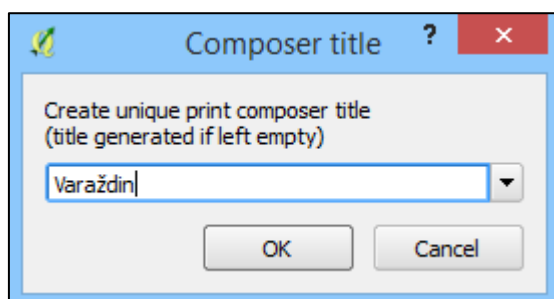 Composer title ? ×
Create unique print composer title
(title generated if left empty)
Varaždin
OK Cancel